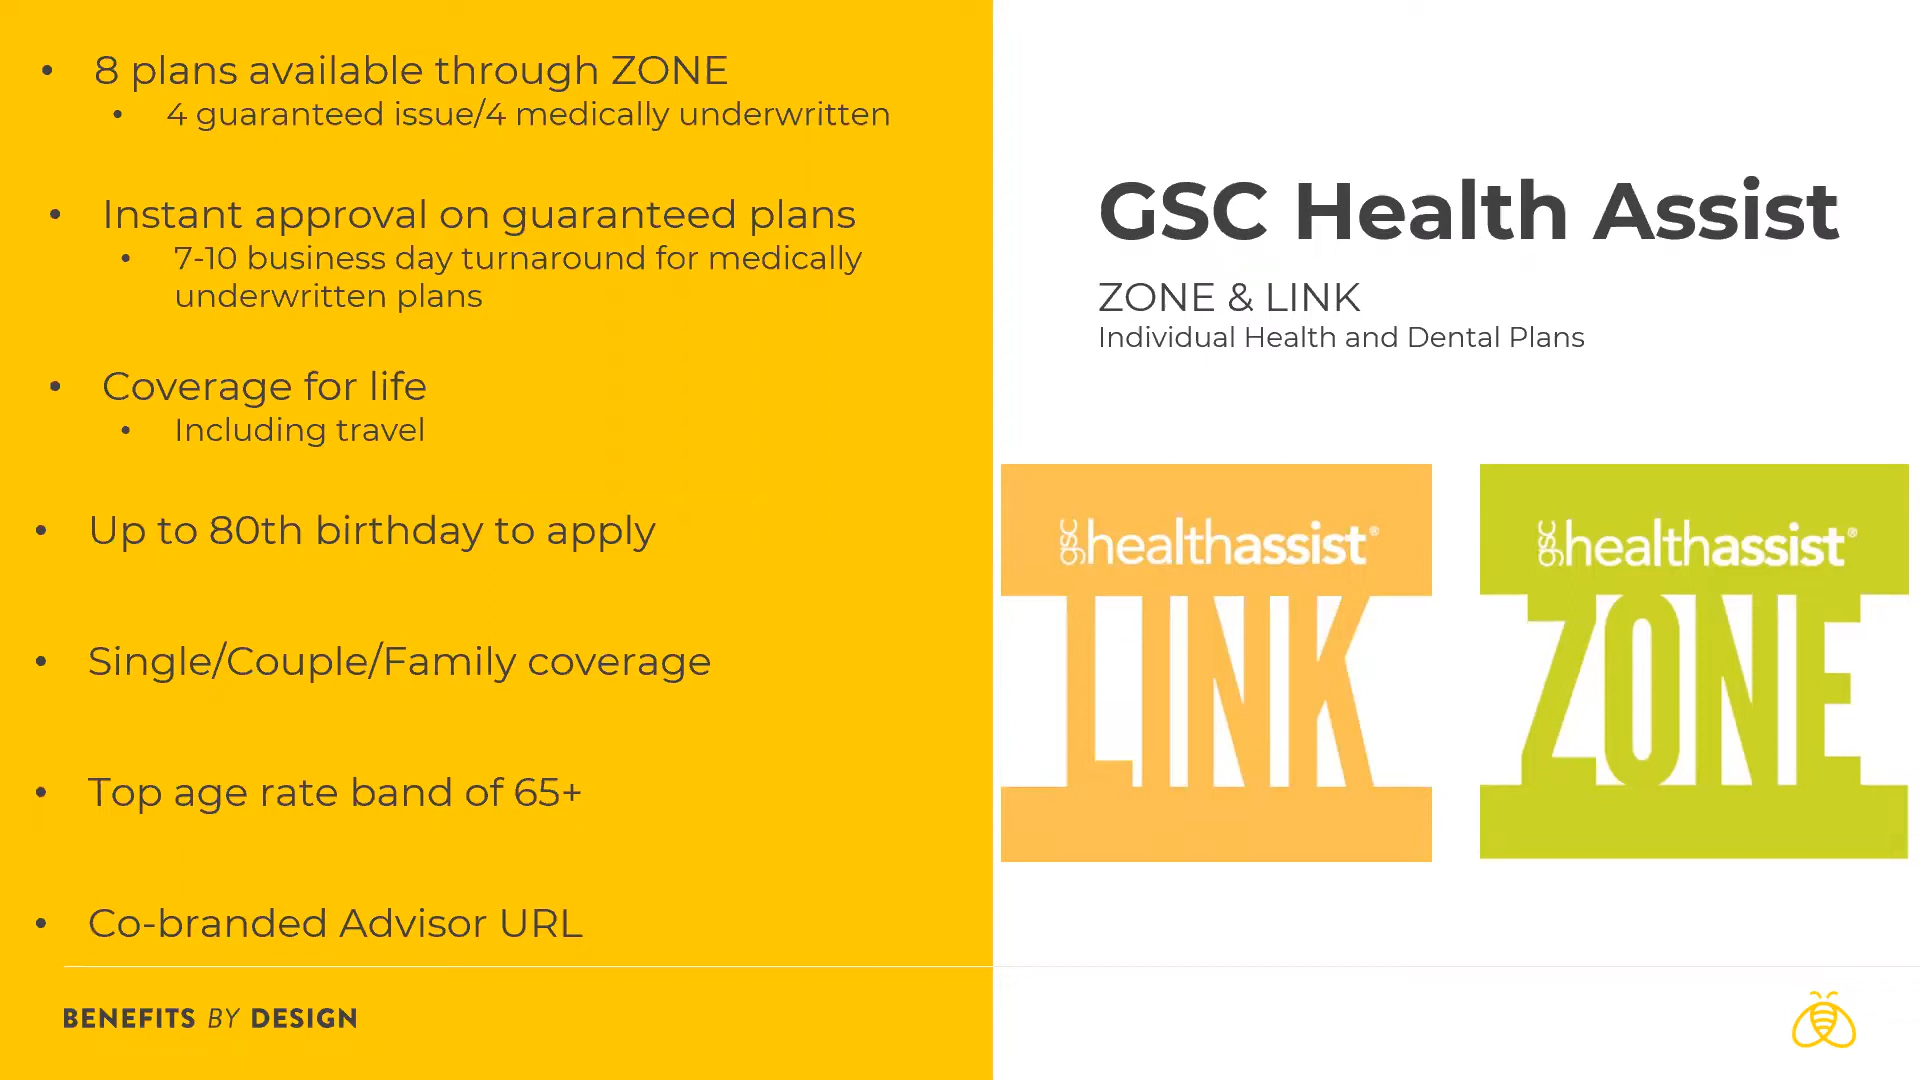 • 8 plans available through ZONE
• 4 guaranteed issue/4 medically underwritten
• Instant approval on guaranteed plans
• 7-10 business day turnaround for medically
underwritten plans
• Coverage for life
• Including travel
• Up to 80th birthday to apply
• Single/Couple/Family coverage
• Top age rate band of 65+
• Co-branded Advisor URL
BENEFITS BY DESIGN
GSC Health Assist
ZONE & LINK
Individual Health and Dental Plans
gsc healthassist®
LINK
gsc healthassist®
ZONE